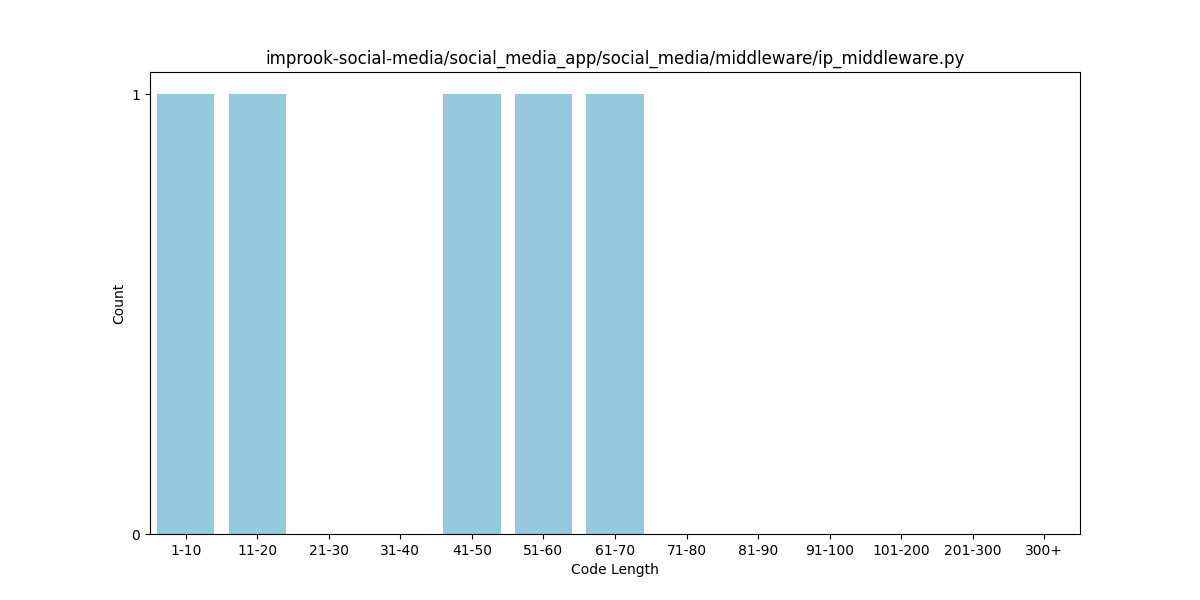 improok-social-media/social_media_app/social_media/middleware/ip_middleware.py
1
Count
0
1-10 11-20 21-30 31-40 41-50 51-60 61-70 71-80 81-90 91-100 101-200 201-300 300+
Code Length